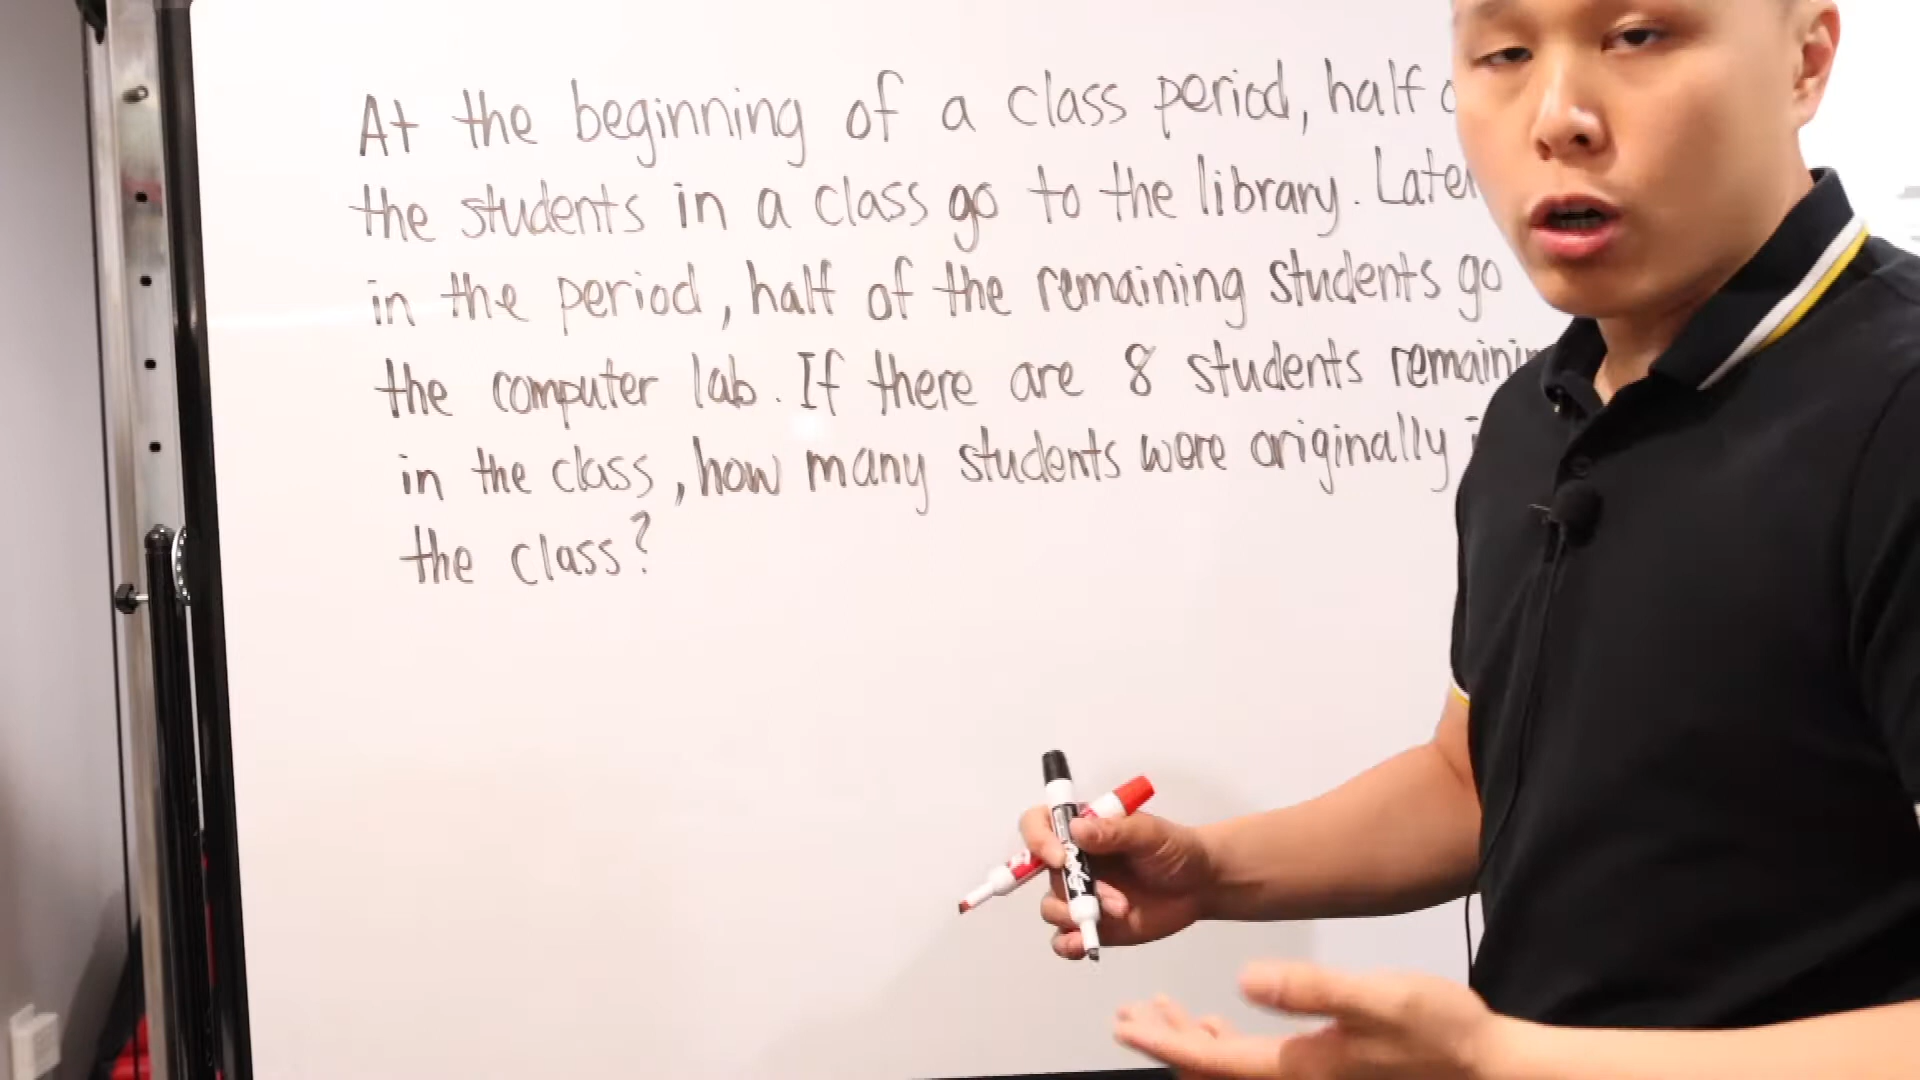 At the beginning of a class period, half
the students in a class go to the library. Later
in the period, half of the remaining students go
the computer lab. If there are 8 students
in the class, how many students were originally
the class?